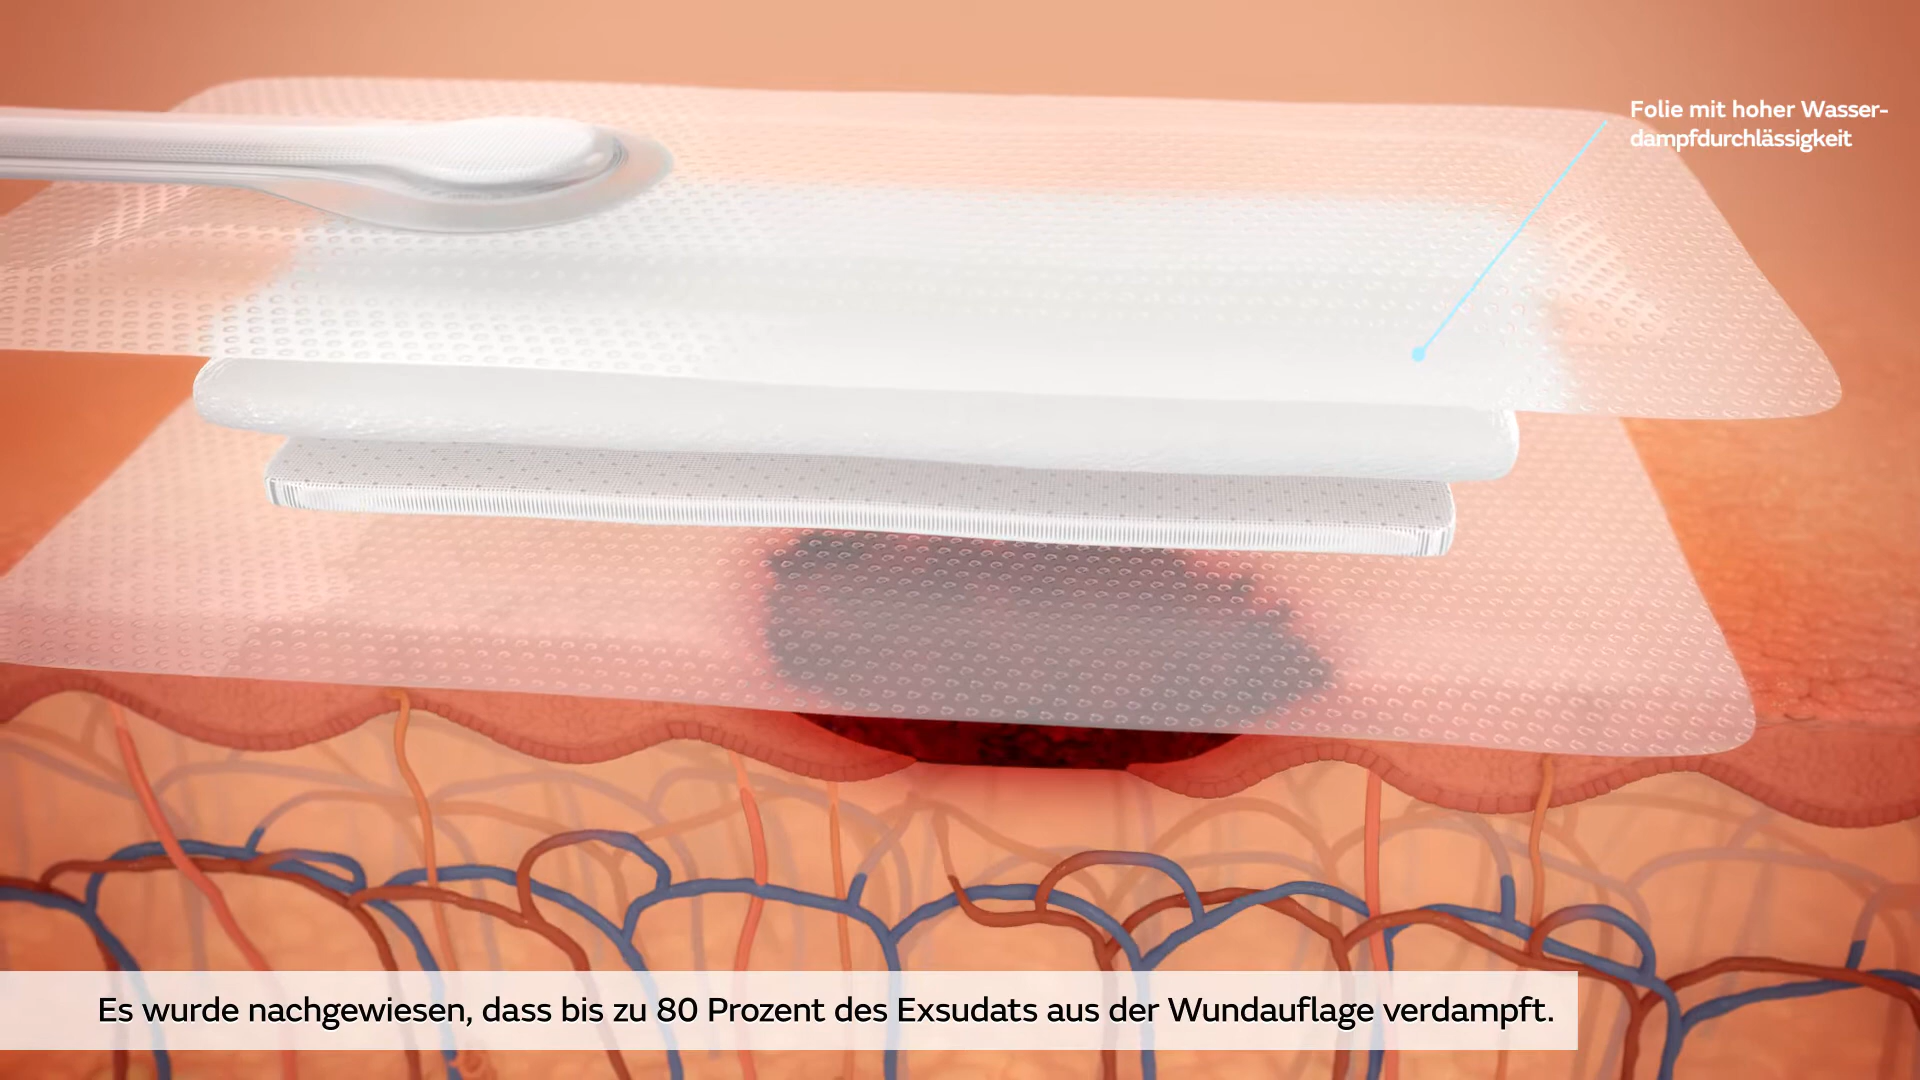 Folie mit hoher Wasser-
dampfdurchlässigkeit
Es wurde nachgewiesen, dass bis zu 80 Prozent des Exsudats aus der Wundauflage verdampft.